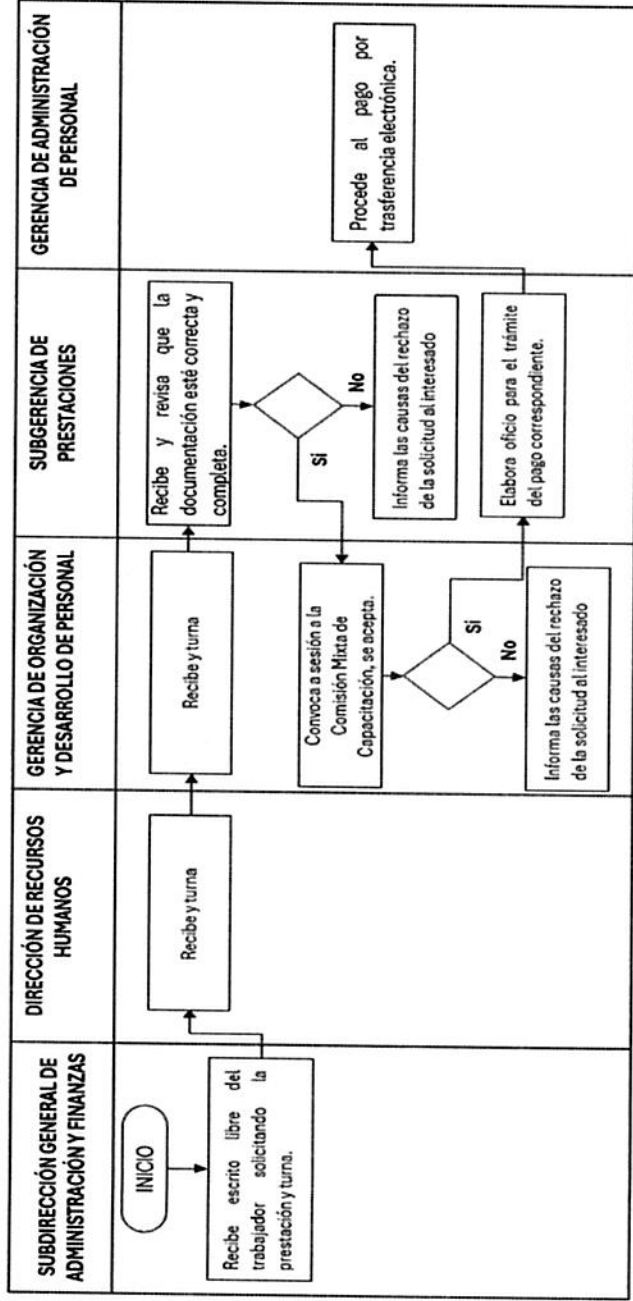 SUBDIRECCIÓN GENERAL DE
ADMINISTRACIÓN Y FINANZAS
DIRECCIÓN DE RECURSOS
HUMANOS
GERENCIA DE ORGANIZACIÓN
Y DESARROLLO DE PERSONAL
SUBGERENCIA DE
PRESTACIONES
GERENCIA DE ADMINISTRACIÓN
DE PERSONAL
INICIO
Recibe escrito libre del
trabajador solicitando la
prestación y turna.
Recibe y turna
Recibe y turna
Recibe y revisa que la
documentación esté correcta y
completa.
Sí
No
Informa las causas del rechazo
de la solicitud al interesado
Convoca a sesión a la
Comisión Mixta de
Capacitación, se acepta.
Sí
No
Informa las causas del rechazo
de la solicitud al interesado
Elabora oficio para el trámite
del pago correspondiente.
Procede al pago por
trasferencia electrónica.